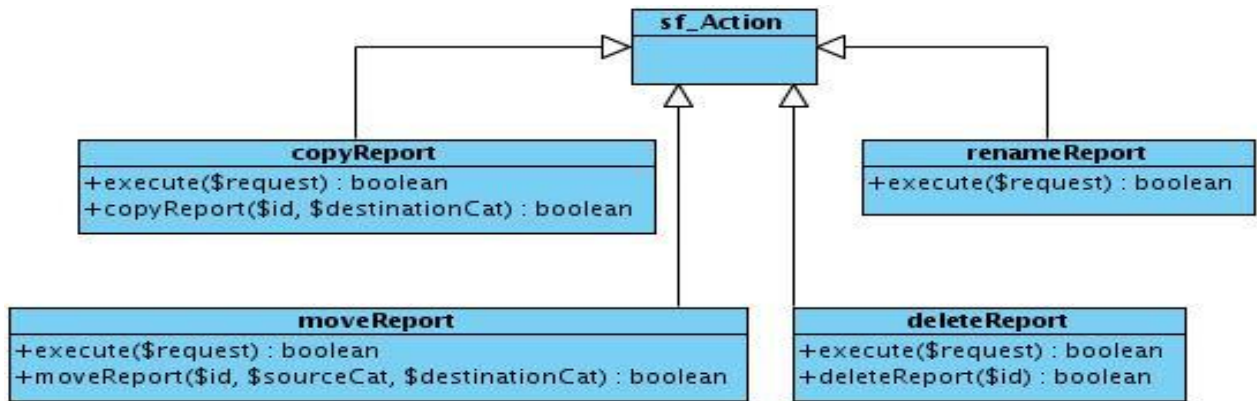 sf_Action
copyReport
+execute($request) : boolean
+copyReport($id, $destinationCat) : boolean
renameReport
+execute($request) : boolean
moveReport
+execute($request) : boolean
+moveReport($id, $sourceCat, $destinationCat) : boolean
deleteReport
+execute($request) : boolean
+deleteReport($id) : boolean